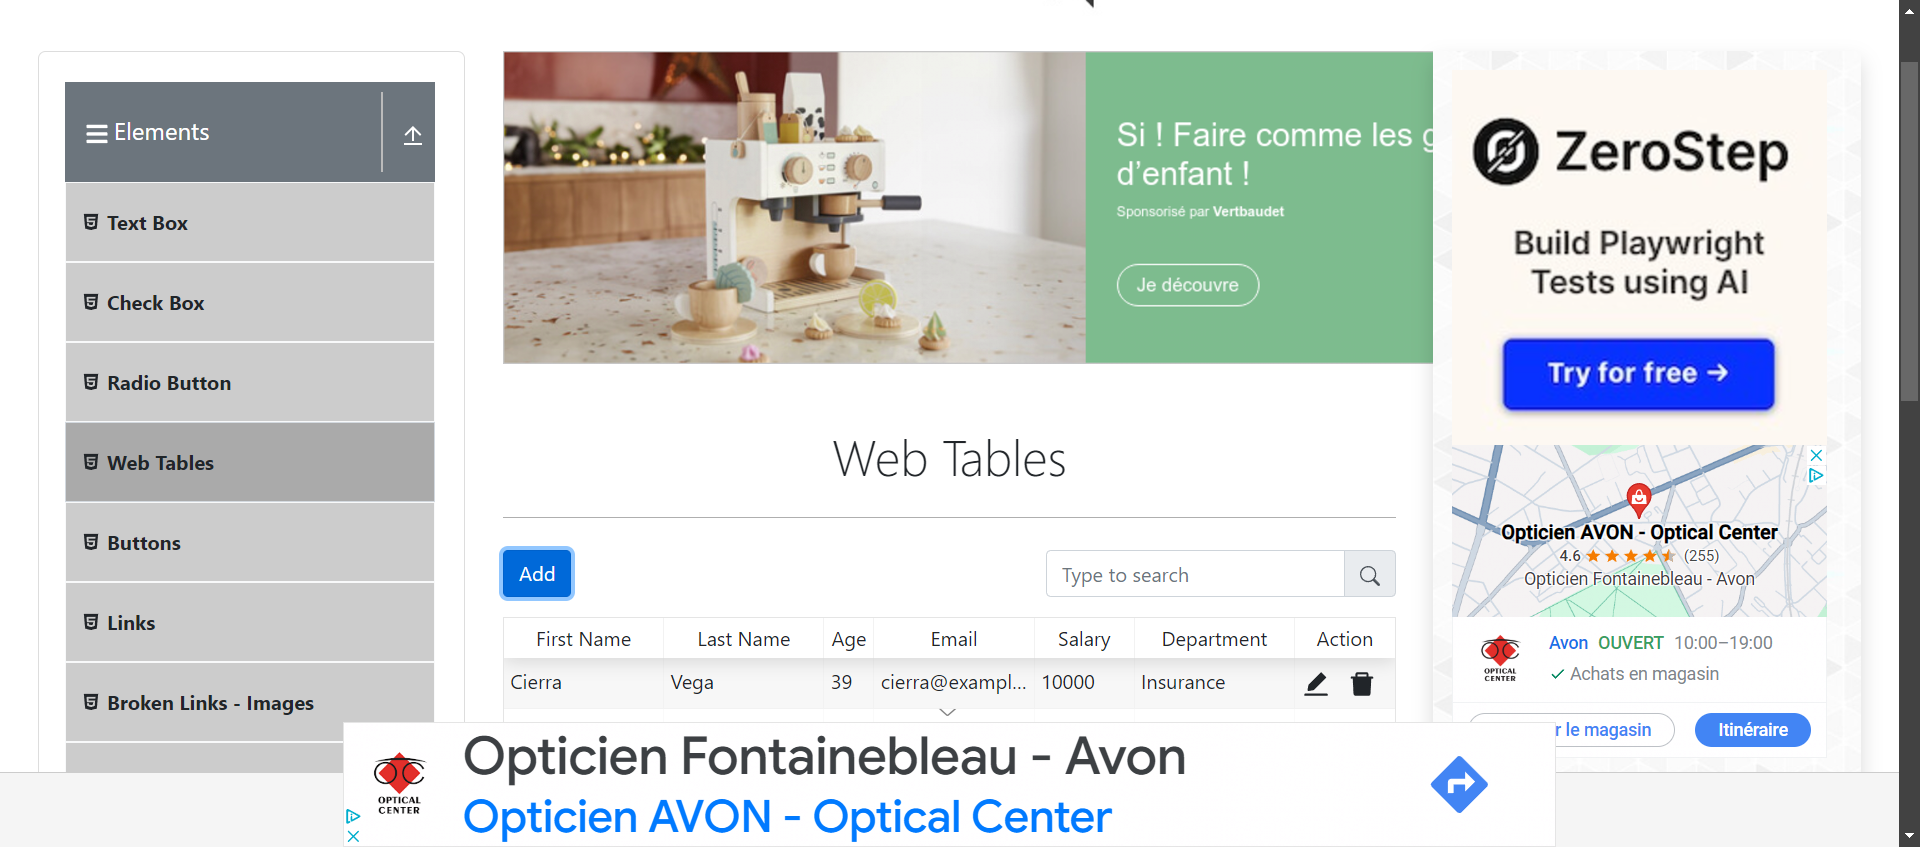 Elements
Text Box
Check Box
Radio Button
Web Tables
Buttons
Links
Broken Links - Images
Si ! Faire comme les g
d'enfant !
Sponsorisé par Vertbaudet
Je découvre
Web Tables
Add
Type to search
First Name Last Name Age Email Salary Department Action
Cierra Vega 39 cierra@exampl... 10000 Insurance
ZeroStep
Build Playwright
Tests using AI
Try for free →
Opticien AVON - Optical Center
4.6 (255)
Opticien Fontainebleau - Avon
OPTICAL
CENTER
Avon OUVERT 10:00–19:00
Achats en magasin
r le magasin
Itinéraire
OPTICAL
CENTER
Opticien Fontainebleau - Avon
Opticien AVON - Optical Center